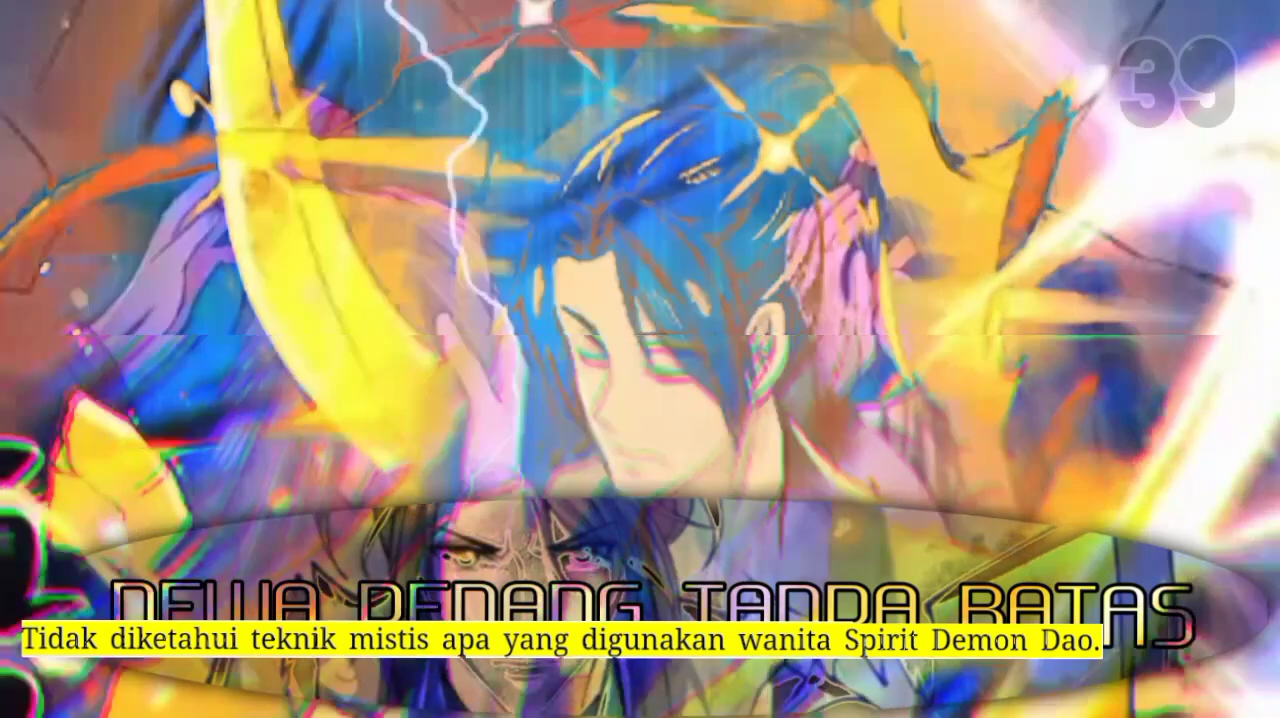 39
DEWA PEDANG TANPA BATAS
Tidak diketahui teknik mistis apa yang digunakan wanita Spirit Demon Dao.